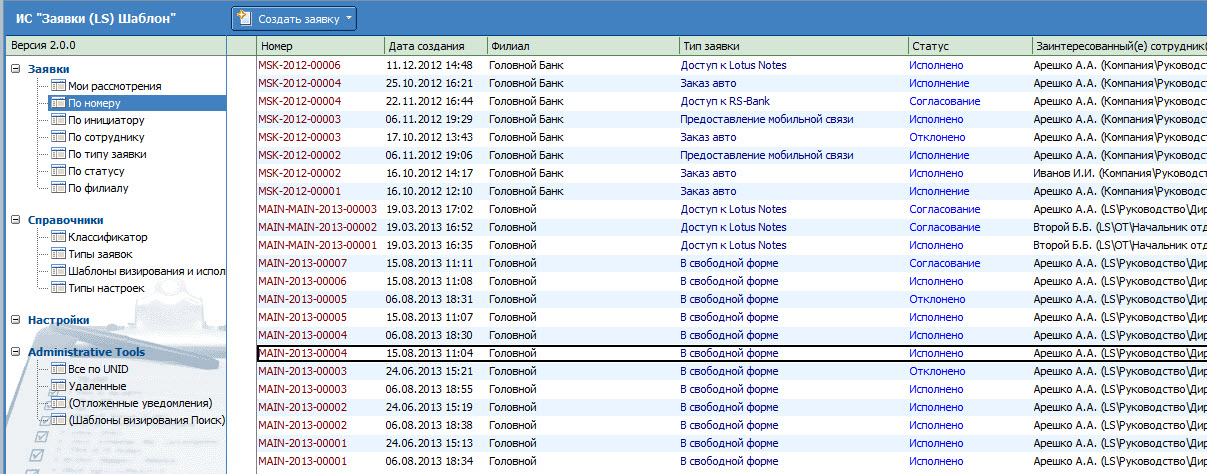 ИС "Заявки (LS) Шаблон" Создать заявку
Версия 2.0.0
Заявки
Мои рассмотрения
По номеру
По инициатору
По сотруднику
По типу заявки
По статусу
По филиалу
Справочники
Классификатор
Типы заявок
Шаблоны визирования и испол
Типы настроек
Настройки
Administrative Tools
Все по UNID
Удаленные
(Отложенные уведомления)
(Шаблоны визирования Поиск)
Номер Дата создания Филиал Тип заявки Статус Заинтересованный(е) сотрудник(
MSK-2012-00006 11.12.2012 14:48 Головной Банк Доступ к Lotus Notes Исполнено Арешко А.А. (Компания\Руководст
MSK-2012-00004 25.10.2012 16:21 Головной Банк Заказ авто Исполнение Арешко А.А. (Компания\Руководст
MSK-2012-00004 22.11.2012 16:44 Головной Банк Доступ к RS-Bank Согласование Арешко А.А. (Компания\Руководст
MSK-2012-00003 06.11.2012 19:29 Головной Банк Предоставление мобильной связи Исполнено Арешко А.А. (Компания\Руководст
MSK-2012-00003 17.10.2012 13:43 Головной Банк Заказ авто Отклонено Арешко А.А. (Компания\Руководст
MSK-2012-00002 06.11.2012 19:06 Головной Банк Предоставление мобильной связи Исполнение Арешко А.А. (Компания\Руководст
MSK-2012-00002 16.10.2012 14:17 Головной Банк Заказ авто Исполнено Иванов И.И. (Компания\Руководст
MSK-2012-00001 16.10.2012 12:10 Головной Банк Заказ авто Исполнение Арешко А.А. (Компания\Руководст
MAIN-MAIN-2013-00003 19.03.2013 17:02 Головной Доступ к Lotus Notes Согласование Арешко А.А. (LS\Руководство\Дир
MAIN-MAIN-2013-00002 19.03.2013 16:52 Головной Доступ к Lotus Notes Согласование Второй Б.Б. (LS\ОТ\Начальник отд
MAIN-MAIN-2013-00001 19.03.2013 16:35 Головной Доступ к Lotus Notes Исполнено Второй Б.Б. (LS\ОТ\Начальник отд
MAIN-2013-00007 15.08.2013 11:11 Головной В свободной форме Согласование Арешко А.А. (LS\Руководство\Дир
MAIN-2013-00006 15.08.2013 11:08 Головной В свободной форме Исполнено Арешко А.А. (LS\Руководство\Дир
MAIN-2013-00005 06.08.2013 18:31 Головной В свободной форме Отклонено Арешко А.А. (LS\Руководство\Дир
MAIN-2013-00005 15.08.2013 11:07 Головной В свободной форме Исполнено Арешко А.А. (LS\Руководство\Дир
MAIN-2013-00004 06.08.2013 18:30 Головной В свободной форме Исполнено Арешко А.А. (LS\Руководство\Дир
MAIN-2013-00004 15.08.2013 11:04 Головной В свободной форме Исполнено Арешко А.А. (LS\Руководство\Дир
MAIN-2013-00003 24.06.2013 15:21 Головной В свободной форме Отклонено Арешко А.А. (LS\Руководство\Дир
MAIN-2013-00003 06.08.2013 18:55 Головной В свободной форме Исполнено Арешко А.А. (LS\Руководство\Дир
MAIN-2013-00002 24.06.2013 15:19 Головной В свободной форме Исполнено Арешко А.А. (LS\Руководство\Дир
MAIN-2013-00002 06.08.2013 18:38 Головной В свободной форме Исполнено Арешко А.А. (LS\Руководство\Дир
MAIN-2013-00001 24.06.2013 15:13 Головной В свободной форме Исполнено Арешко А.А. (LS\Руководство\Дир
MAIN-2013-00001 06.08.2013 18:34 Головной В свободной форме Исполнено Арешко А.А. (LS\Руководство\Дир